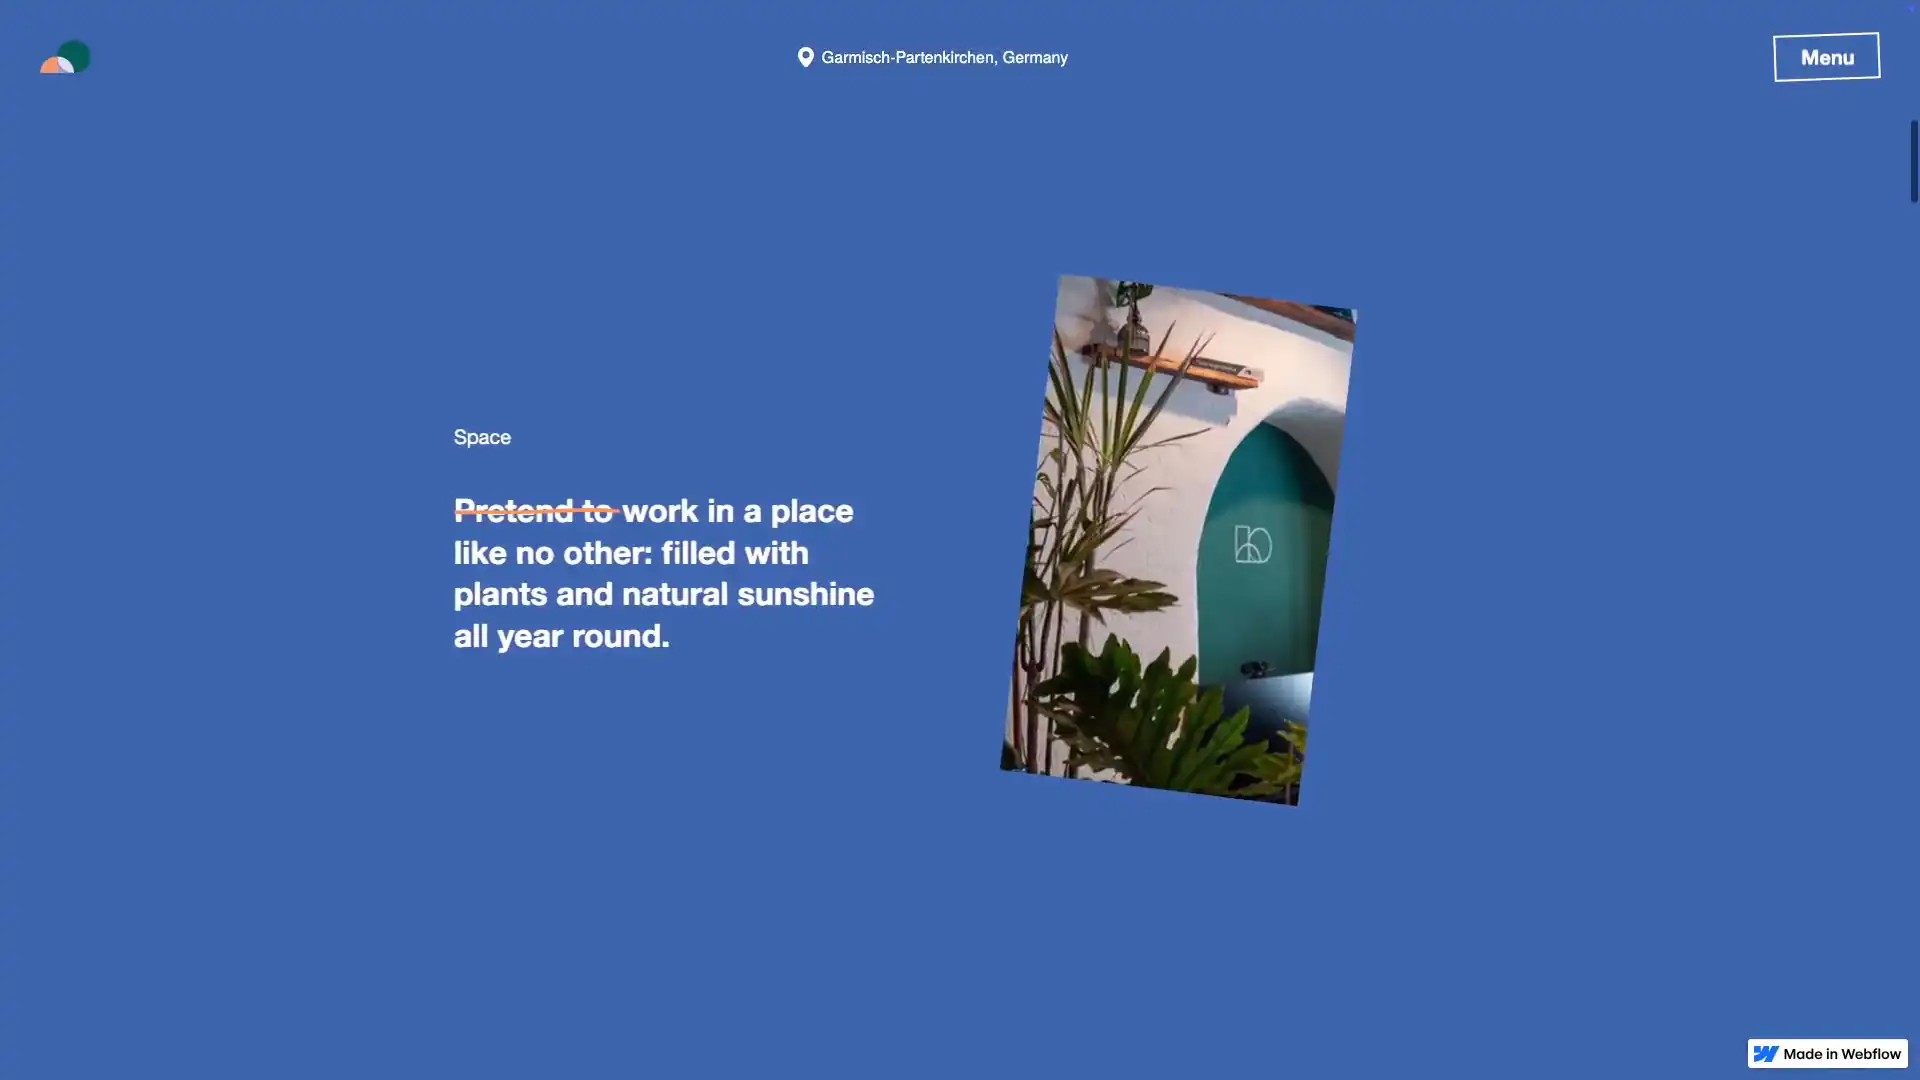 Garmisch-Partenkirchen, Germany
Menu
Space
Pretend to work in a place
like no other: filled with
plants and natural sunshine
all year round.
Made in Webflow